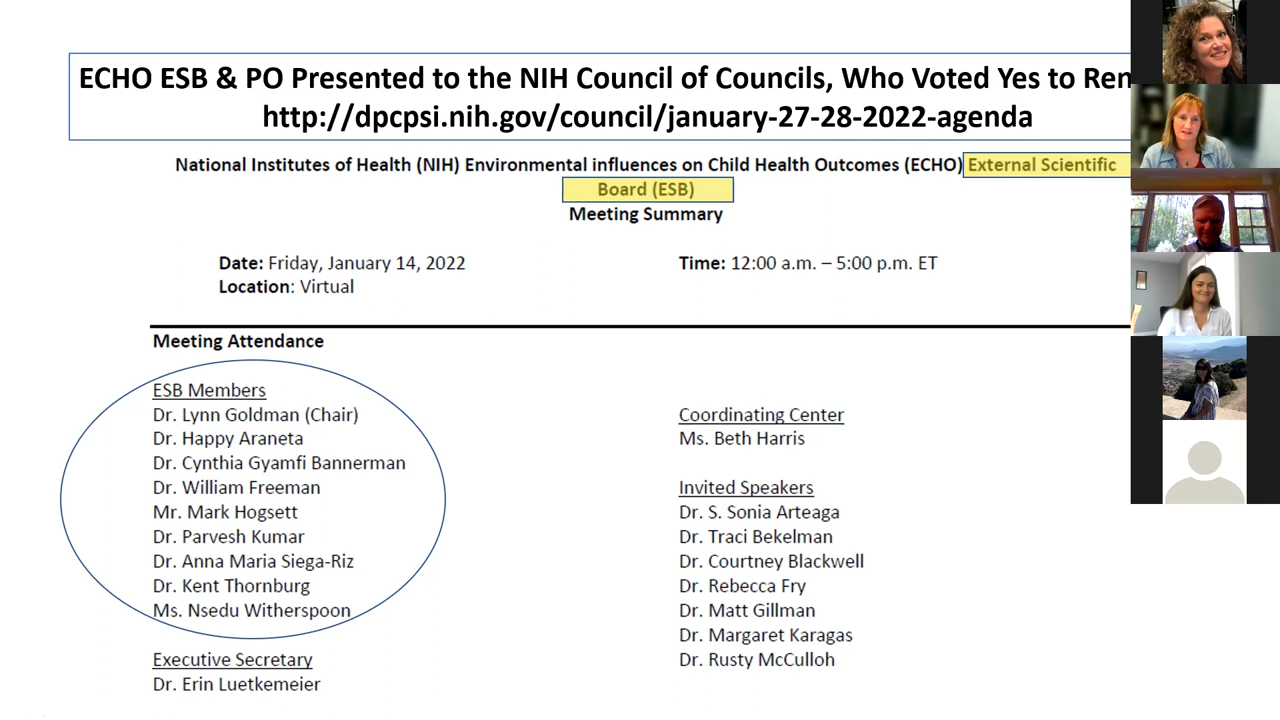 ECHO ESB & PO Presented to the NIH Council of Councils, Who Voted Yes to
http://dpcpsi.nih.gov/council/january-27-28-2022-agenda
National Institutes of Health (NIH) Environmental influences on Child Health Outcomes (ECHO) External Scientific
Board (ESB)
Meeting Summary
Date: Friday, January 14, 2022
Time: 12:00 a.m. – 5:00 p.m. ET
Location: Virtual
Meeting Attendance
ESB Members
Dr. Lynn Goldman (Chair)
Dr. Happy Araneta
Dr. Cynthia Gyamfi Bannerman
Dr. William Freeman
Mr. Mark Hogsett
Dr. Parvesh Kumar
Dr. Anna Maria Siega-Riz
Dr. Kent Thornburg
Ms. Nsedu Witherspoon
Executive Secretary
Dr. Erin Luetkemeier
Coordinating Center
Ms. Beth Harris
Invited Speakers
Dr. S. Sonia Arteaga
Dr. Traci Bekelman
Dr. Courtney Blackwell
Dr. Rebecca Fry
Dr. Matt Gillman
Dr. Margaret Karagas
Dr. Rusty McCulloh